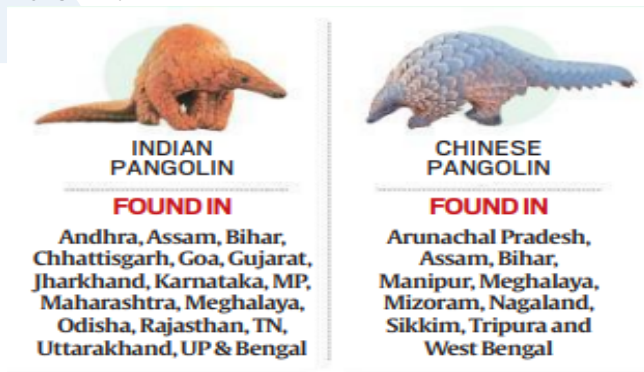 INDIAN
PANGOLIN
FOUND IN
Andhra, Assam, Bihar,
Chhattisgarh, Goa, Gujarat,
Jharkhand, Karnataka, MP,
Maharashtra, Meghalaya,
Odisha, Rajasthan, TN,
Uttarakhand, UP & Bengal
CHINESE
PANGOLIN
FOUND IN
Arunachal Pradesh,
Assam, Bihar,
Manipur, Meghalaya,
Mizoram, Nagaland,
Sikkim, Tripura and
West Bengal